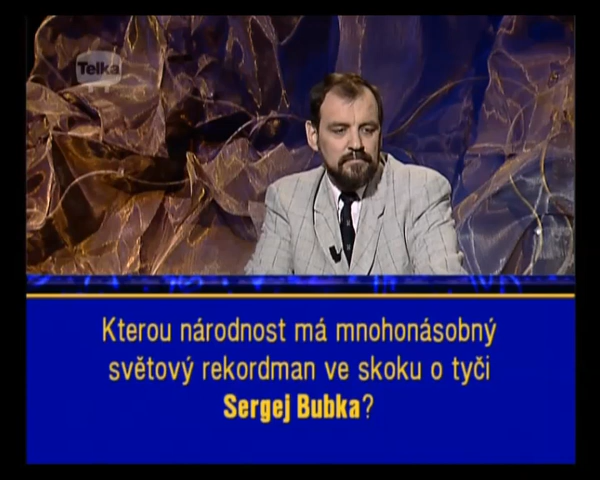 Telka
Kterou národnost má mnohonásobný
světový rekordman ve skoku o tyči
Sergej Bubka?